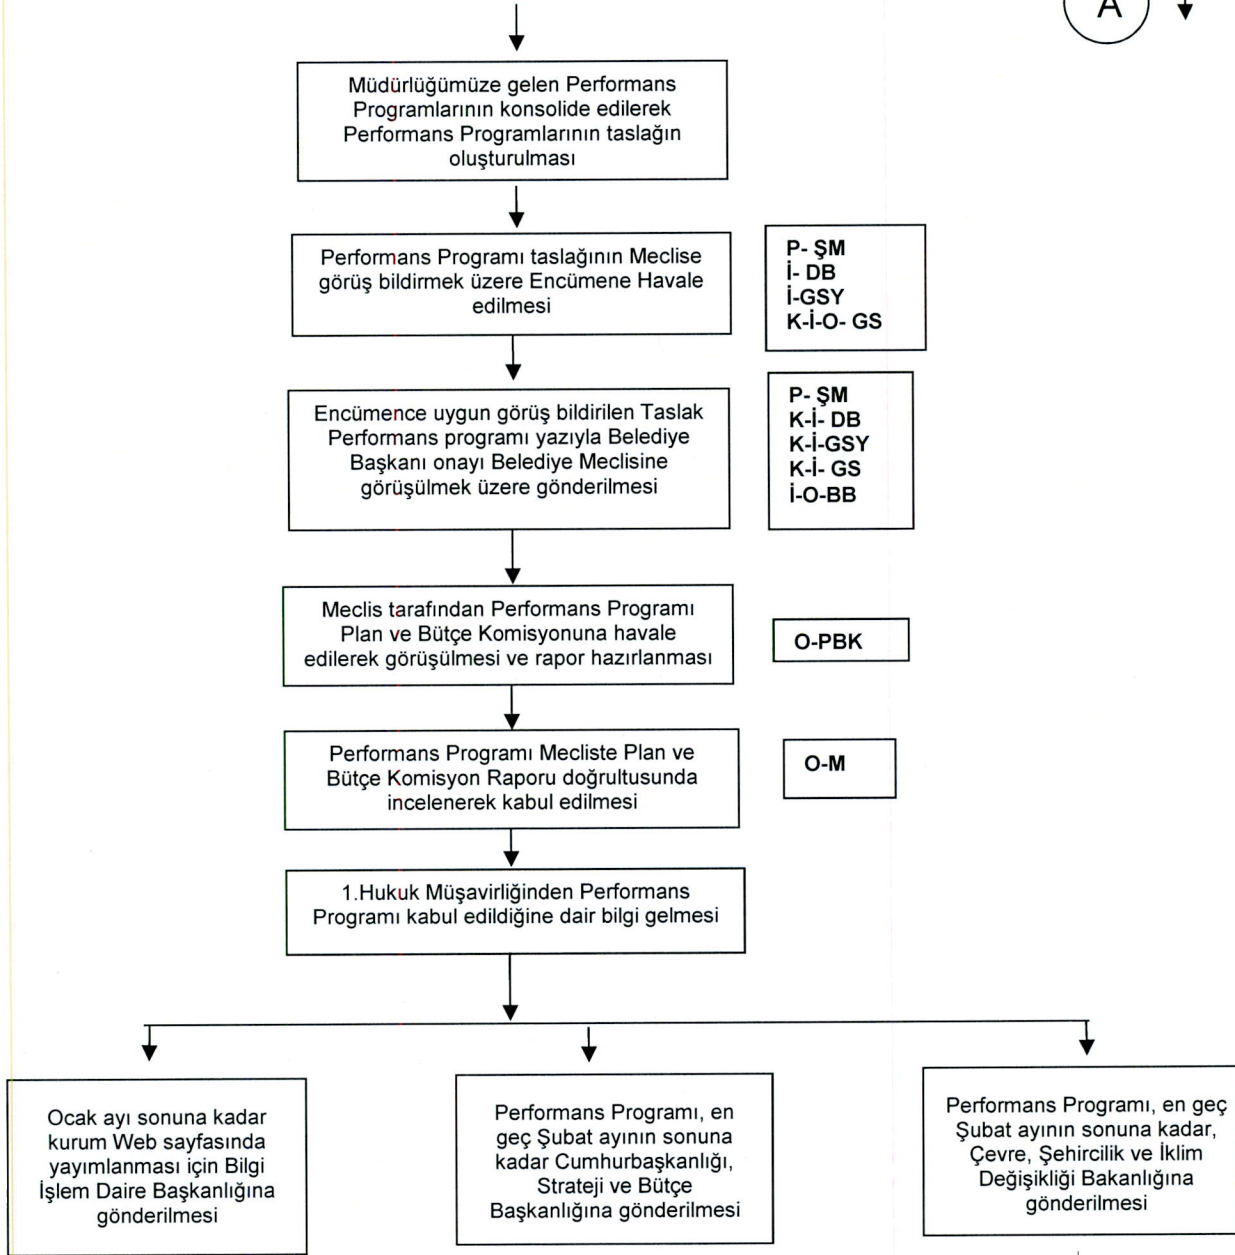 A
Müdürlüğümüze gelen Performans
Programlarının konsolide edilerek
Performans Programlarının taslağın
oluşturulması
Performans Programı taslağının Meclise
görüş bildirmek üzere Encümene Havale
edilmesi
P- ŞM
İ- DB
İ-GSY
K-İ-O- GS
Encümence uygun görüş bildirilen Taslak
Performans programı yazıyla Belediye
Başkanı onayı Belediye Meclisine
görüşülmek üzere gönderilmesi
P- ŞM
K-İ- DB
K-İ-GSY
K-İ- GS
İ-O-BB
Meclis tarafından Performans Programı
Plan ve Bütçe Komisyonuna havale
edilerek görüşülmesi ve rapor hazırlanması
O-PBK
Performans Programı Mecliste Plan ve
Bütçe Komisyon Raporu doğrultusunda
incelenerek kabul edilmesi
O-M
1.Hukuk Müşavirliğinden Performans
Programı kabul edildiğine dair bilgi gelmesi
Ocak ayı sonuna kadar
kurum Web sayfasında
yayımlanması için Bilgi
İşlem Daire Başkanlığına
gönderilmesi
Performans Programı, en
geç Şubat ayının sonuna
kadar Cumhurbaşkanlığı,
Strateji ve Bütçe
Başkanlığına gönderilmesi
Performans Programı, en geç
Şubat ayının sonuna kadar,
Çevre, Şehircilik ve İklim
Değişikliği Bakanlığına
gönderilmesi